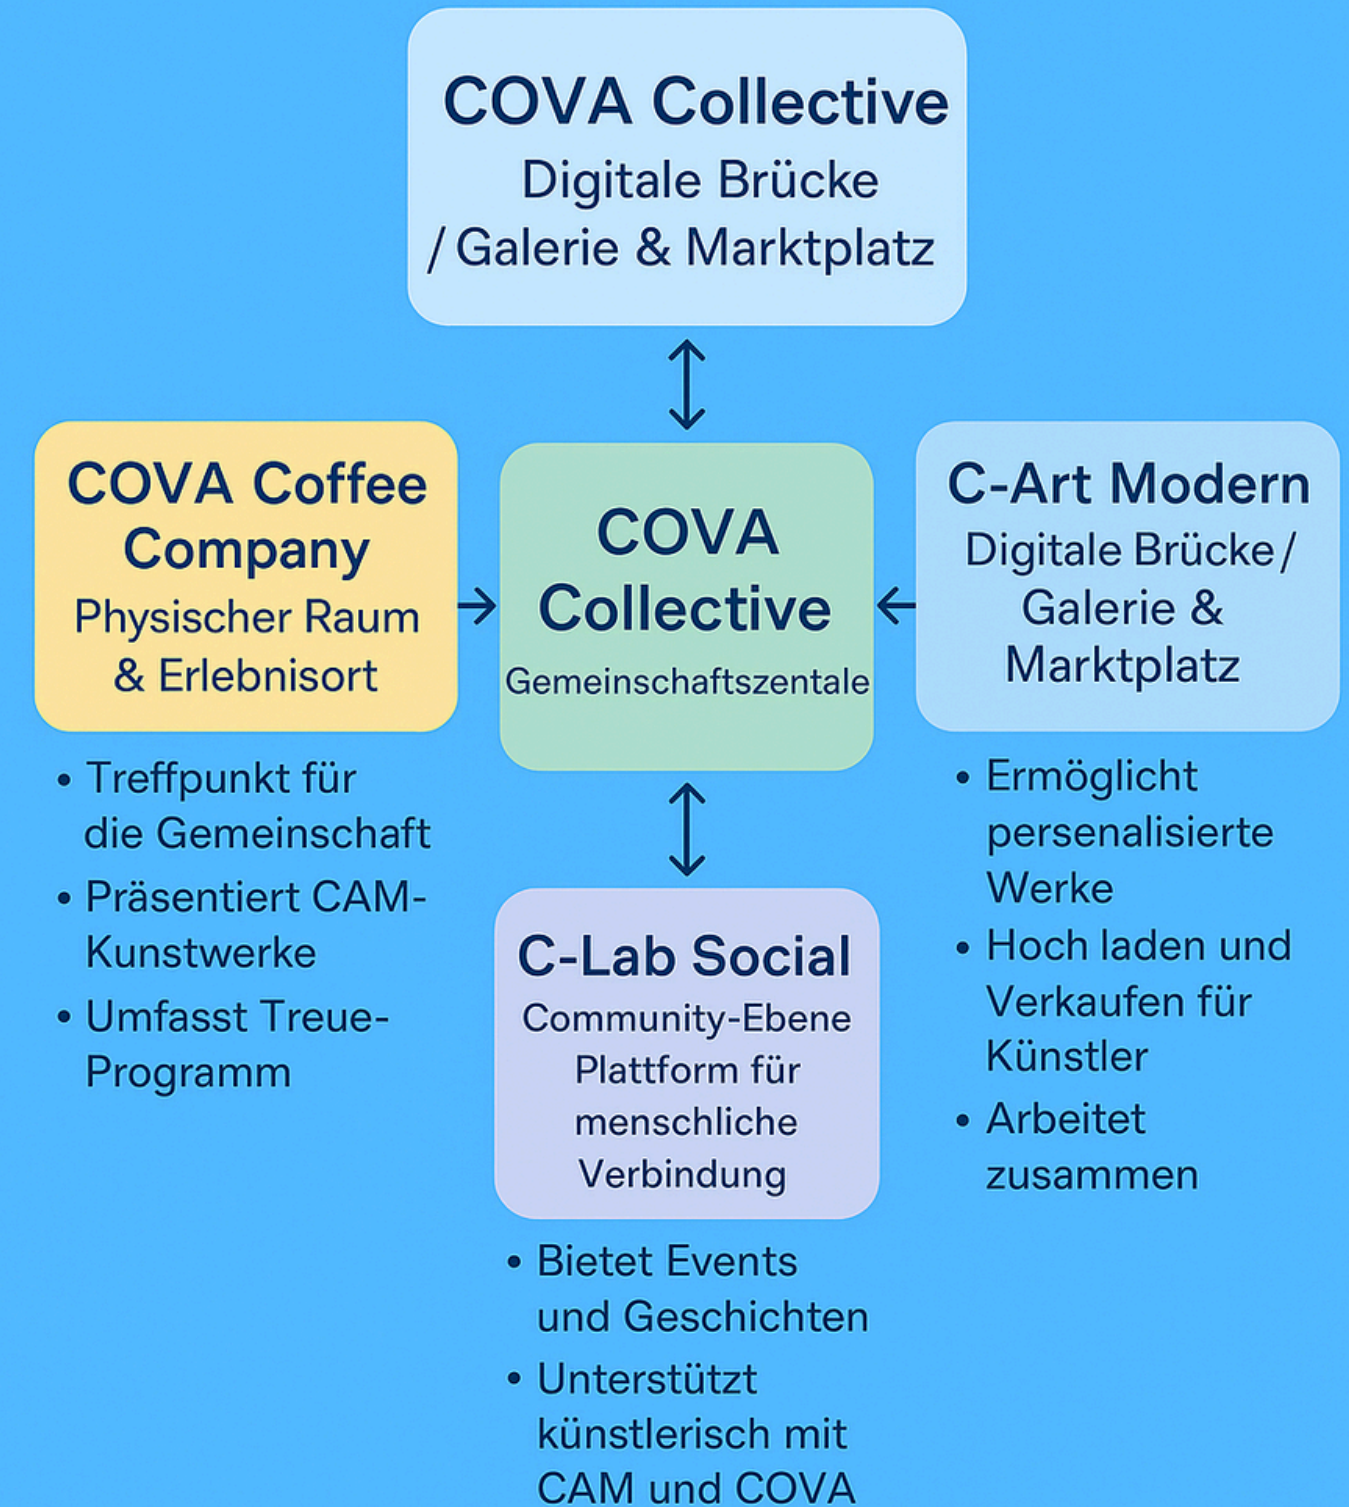 COVA Collective
Digitale Brücke
/ Galerie & Marktplatz
COVA Coffee
Company
Physischer Raum
& Erlebnisort
• Treffpunkt für
die Gemeinschaft
• Präsentiert CAM-
Kunstwerke
• Umfasst Treue-
Programm
COVA
Collective
Gemeinschaftszentale
C-Art Modern
Digitale Brücke/
Galerie &
Marktplatz
• Ermöglicht
persenalisierte
Werke
• Hoch laden und
Verkaufen für
Künstler
• Arbeitet
zusammen
C-Lab Social
Community-Ebene
Plattform für
menschliche
Verbindung
• Bietet Events
und Geschichten
• Unterstützt
künstlerisch mit
CAM und COVA